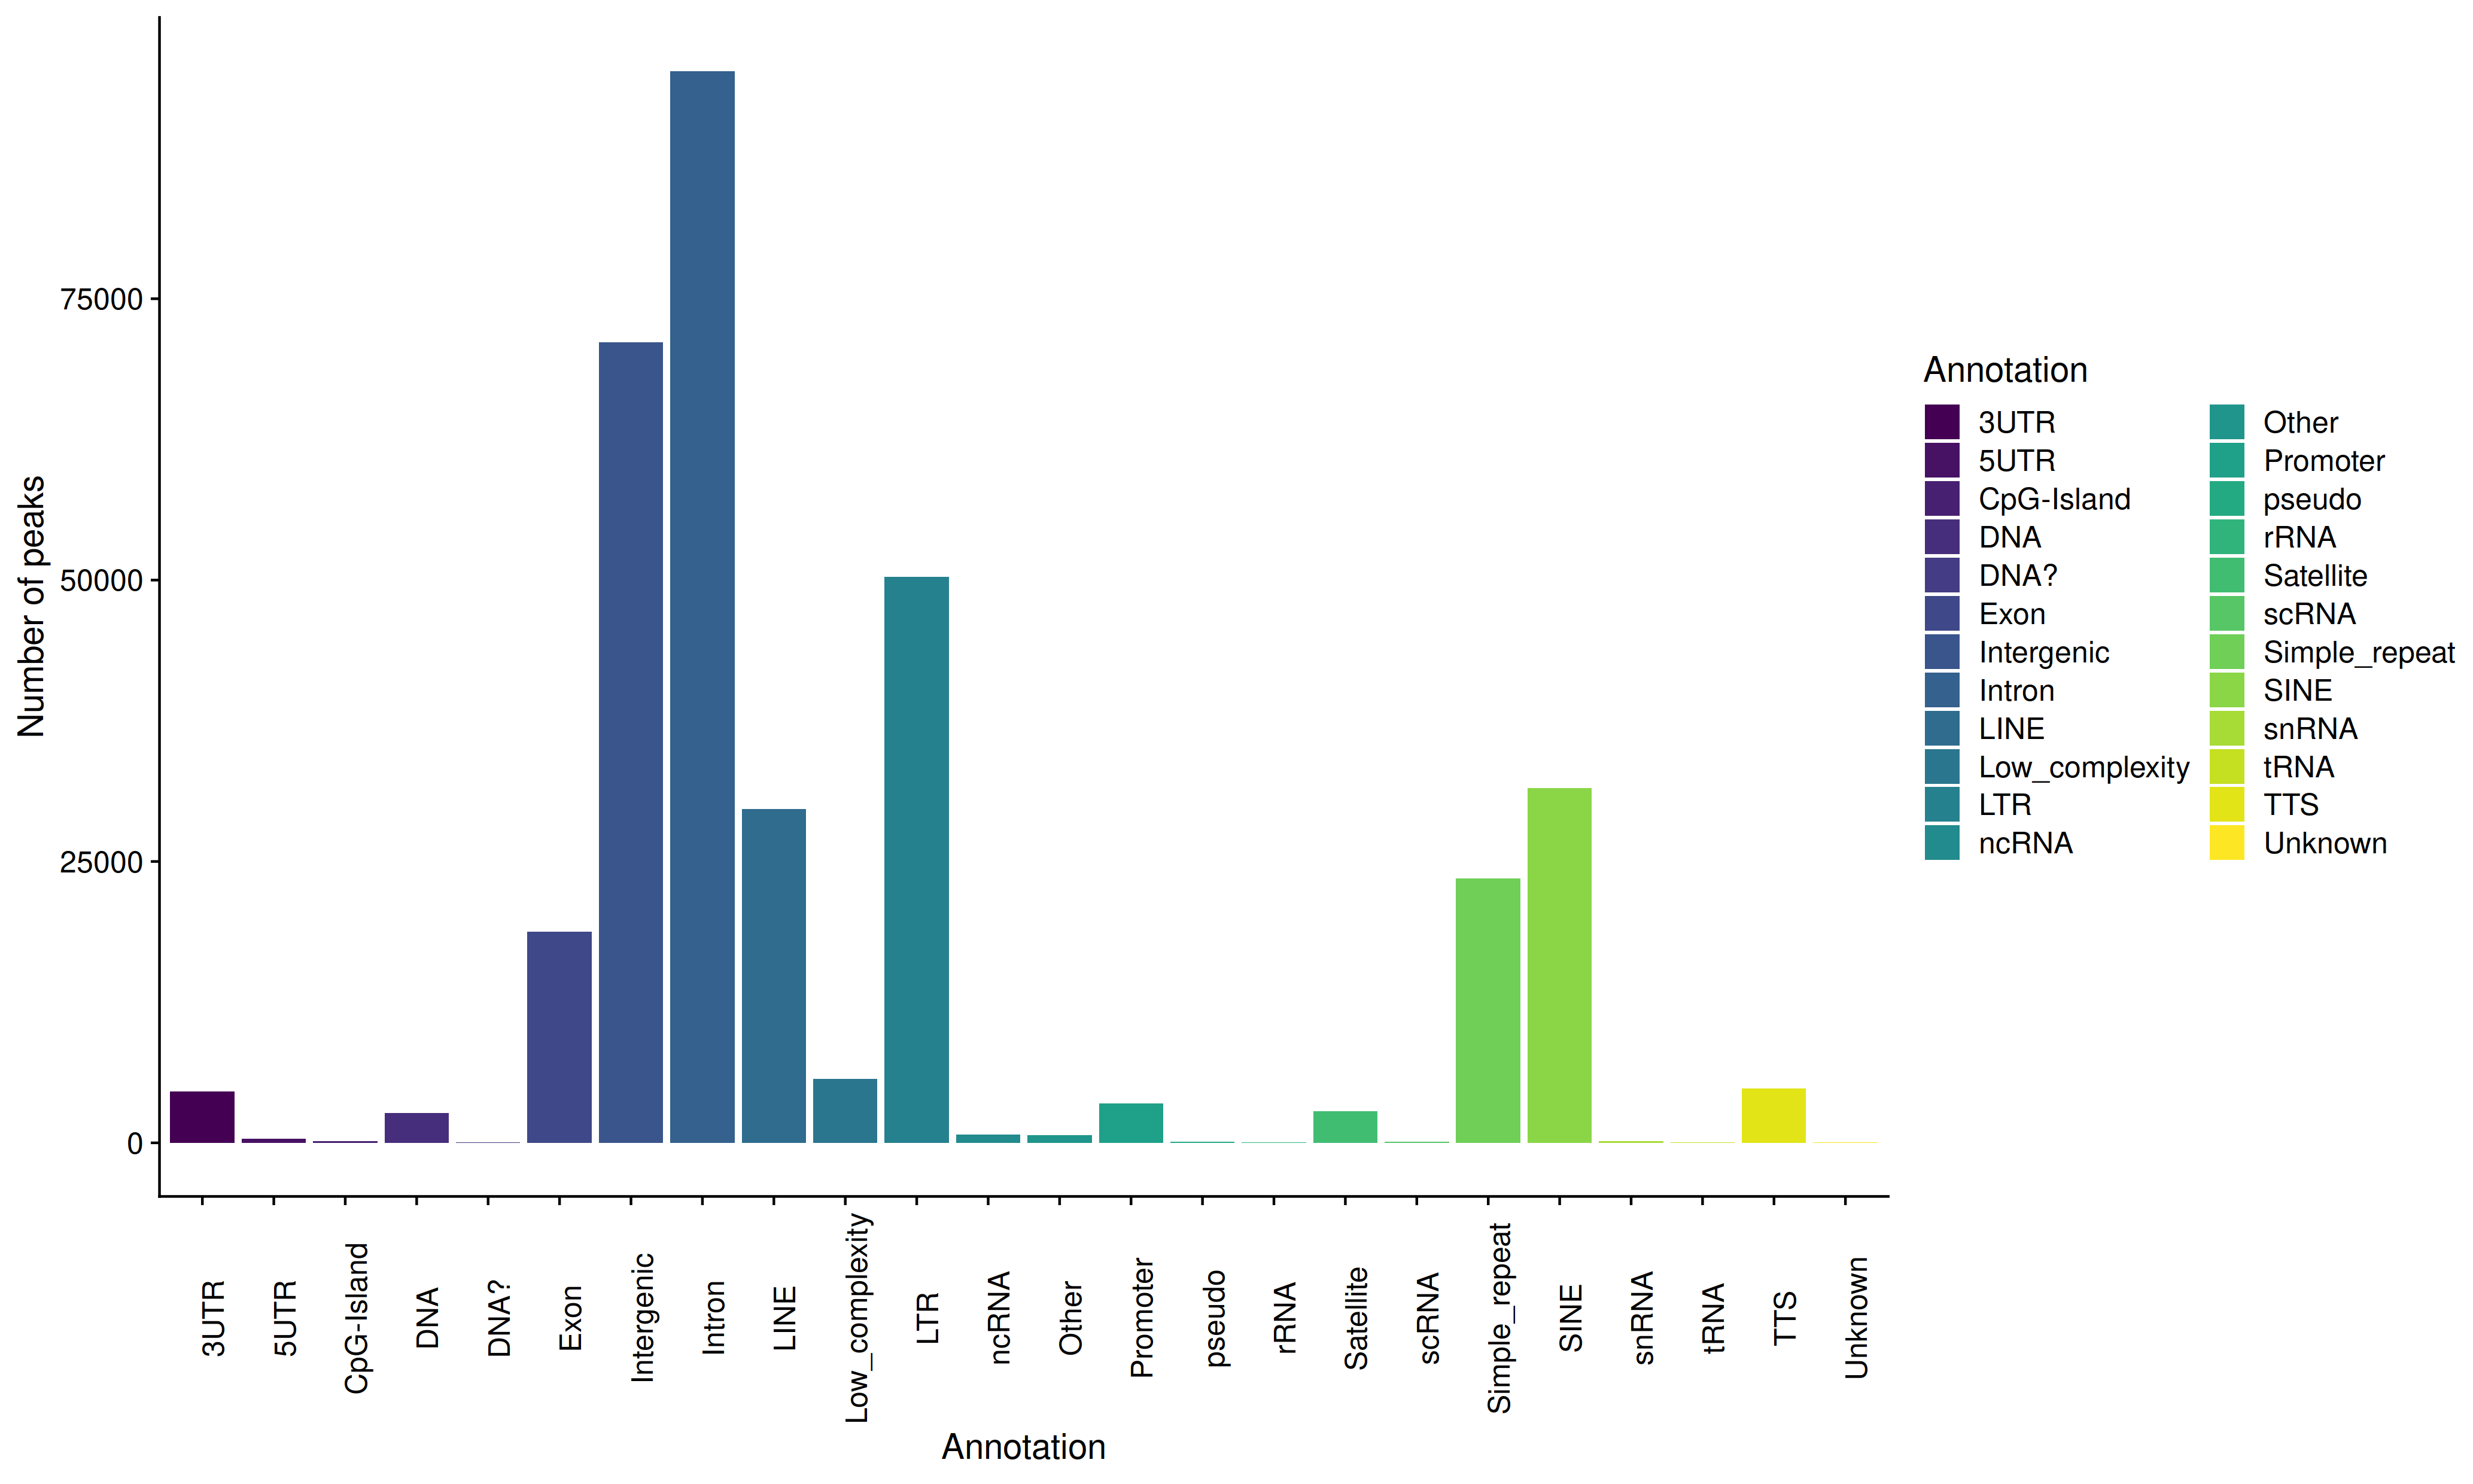 Number of peaks
75000
50000
25000
0
3UTR
5UTR
CpG-Island
DNA
DNA?
Exon
Intergenic
Intron
LINE
Low_complexity
LTR
ncRNA
Other
Promoter
pseudo
rRNA
Satellite
scRNA
Simple_repeat
SINE
snRNA
tRNA
TTS
Unknown
Annotation
Annotation
3UTR
5UTR
CpG-Island
DNA
DNA?
Exon
Intergenic
Intron
LINE
Low_complexity
LTR
ncRNA
Other
Promoter
pseudo
rRNA
Satellite
scRNA
Simple_repeat
SINE
snRNA
tRNA
TTS
Unknown